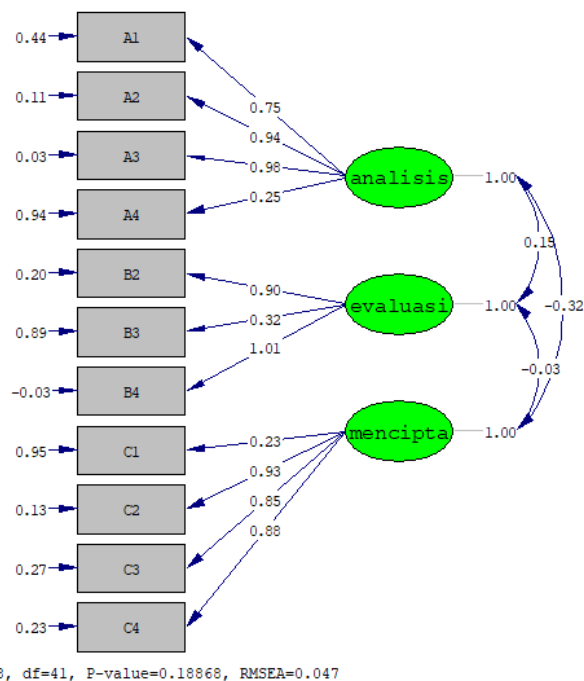 0.44 A1
0.75
0.11 A2
0.94
0.03 A3
0.98
analisis 1.00
0.94 A4
0.25
0.15
0.20 B2
0.90
evaluasi 1.00
-0.32
0.89 B3
0.32
1.01
-0.03
-0.03 B4
mencipta 1.00
0.95 C1
0.23
0.93
0.13 C2
0.85
0.88
0.27 C3
0.23 C4
, df=41, P-value=0.18868, RMSEA=0.047